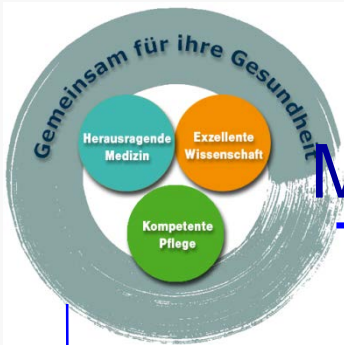 Gemeinsam für ihre Gesundheit
Herausragende
Medizin
Exzellente
Wissenschaft
Kompetente
Pflege
M